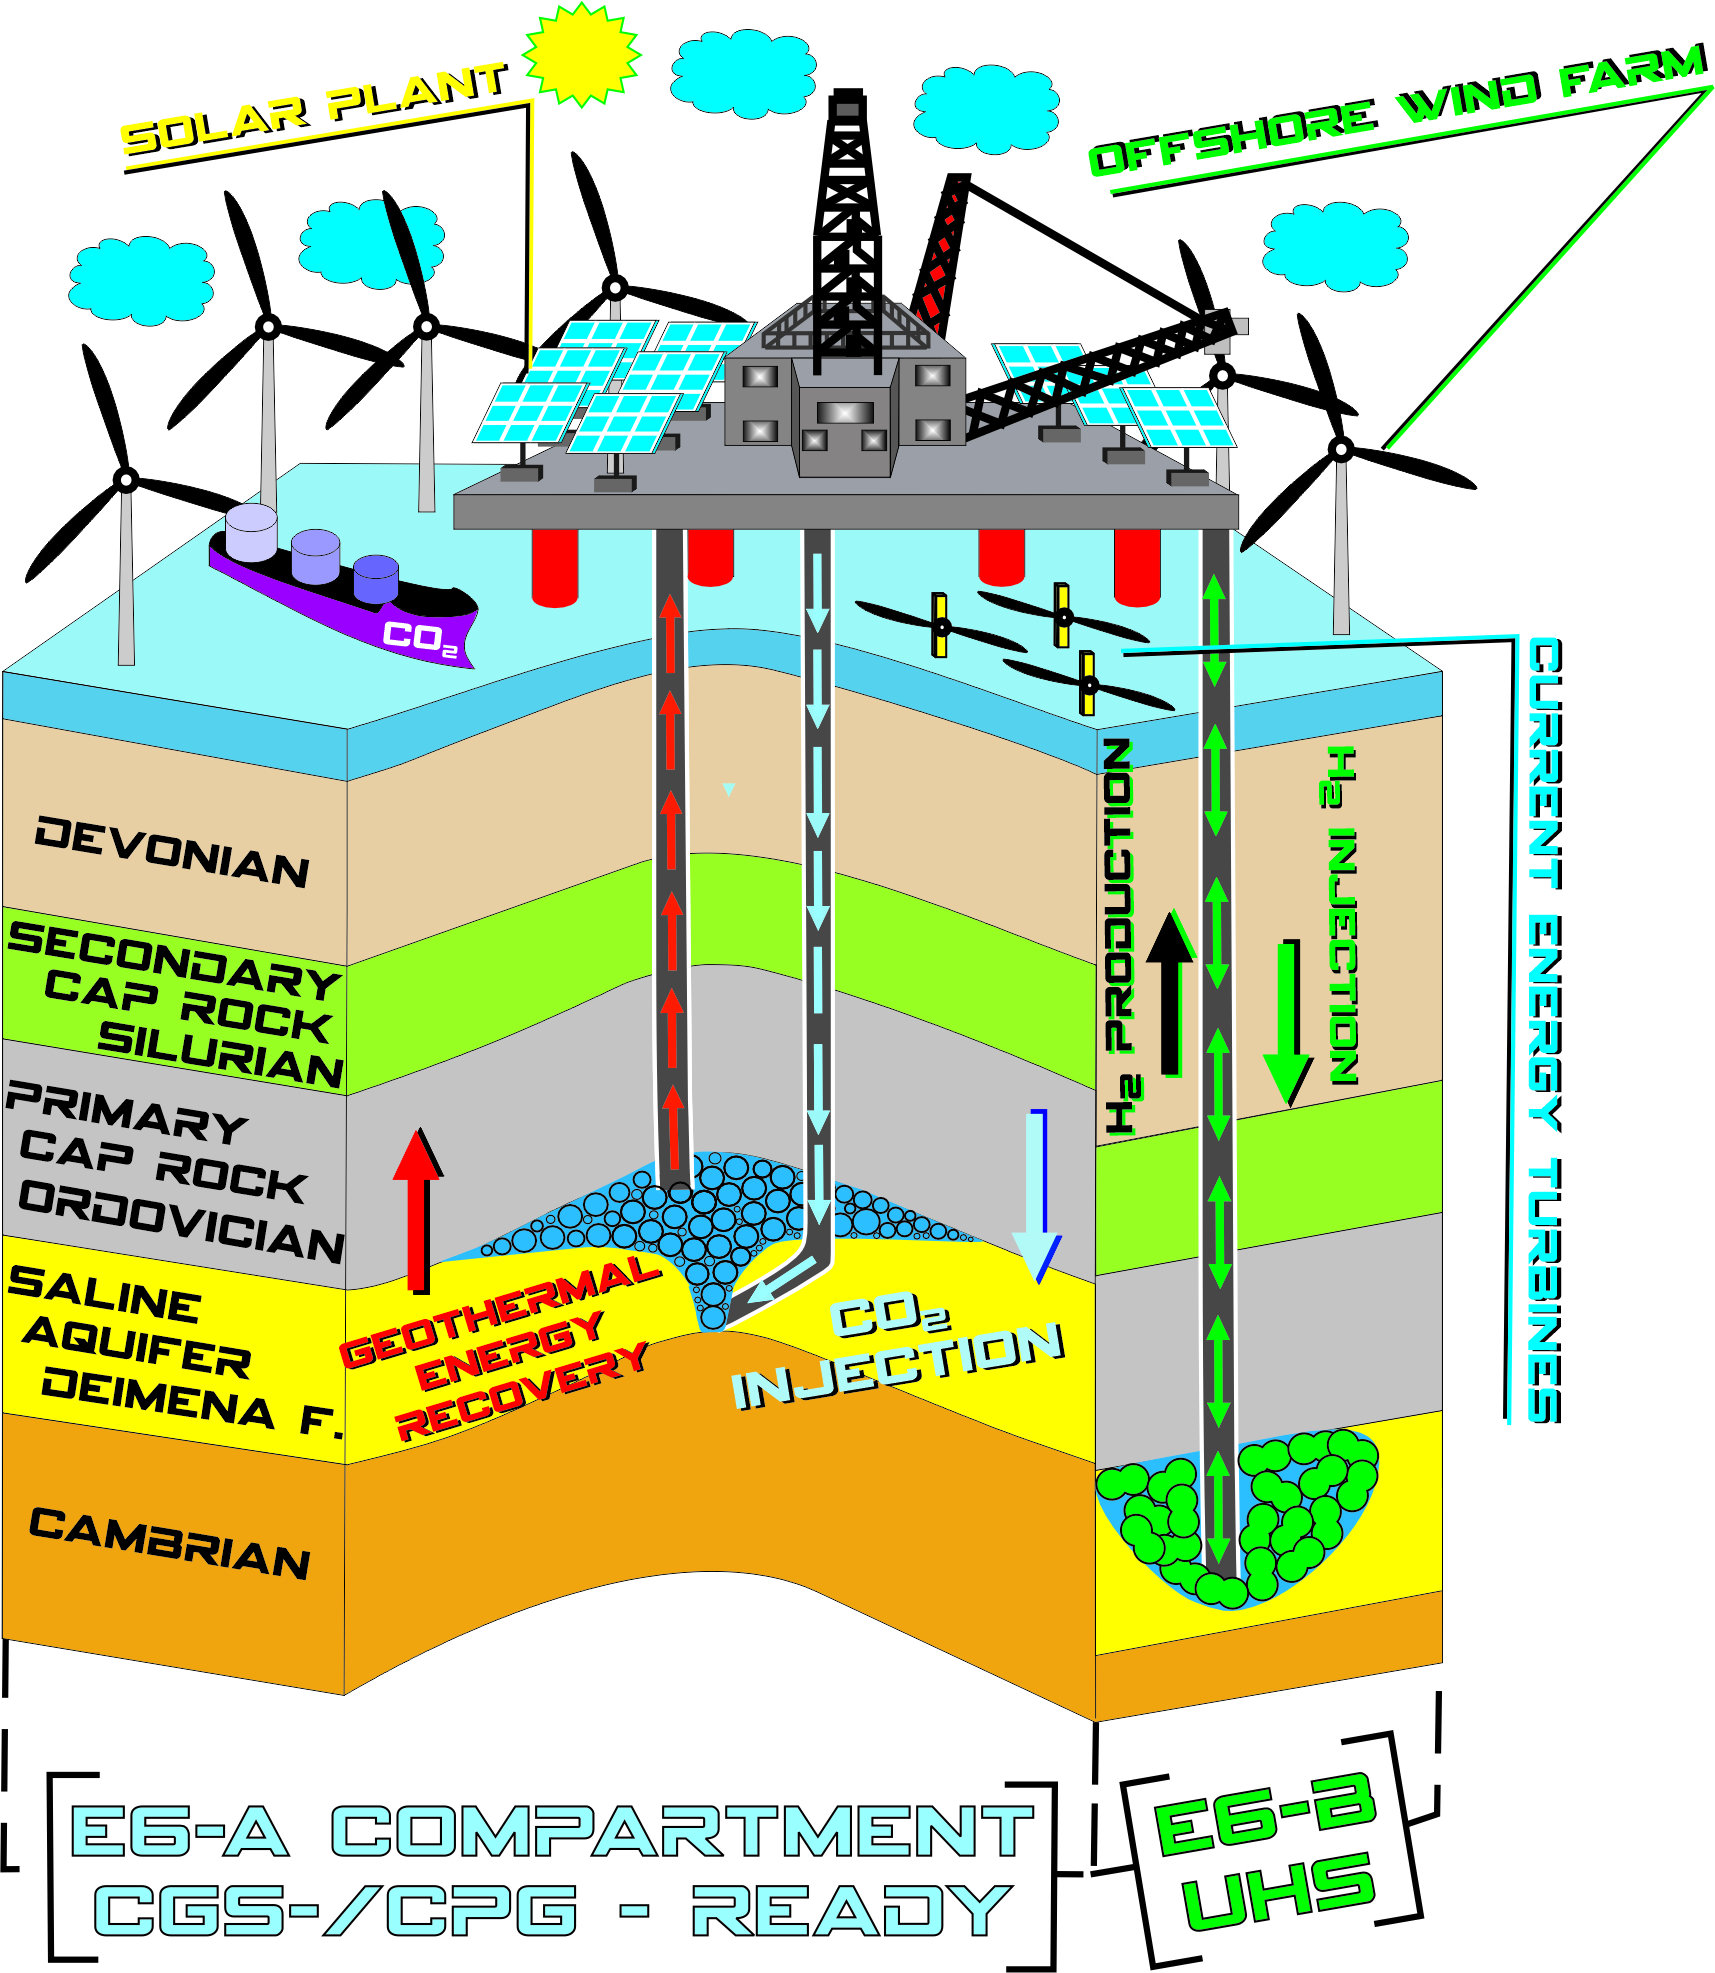 SOLAR PLANT
OFFSHORE WIND FARM
CO₂
CURRENT ENERGY TURBINES
H₂ PRODUCTION
H₂ INJECTION
DEVONIAN
SECONDARY
CAP ROCK
SILURIAN
PRIMARY
CAP ROCK
ORDOVICIAN
SALINE
AQUIFER
DEIMENA F.
CAMBRIAN
GEOTHERMAL
ENERGY
RECOVERY
CO₂
INJECTION
E6-A COMPARTMENT
CGS-/CPG - READY
E6-B
UHS